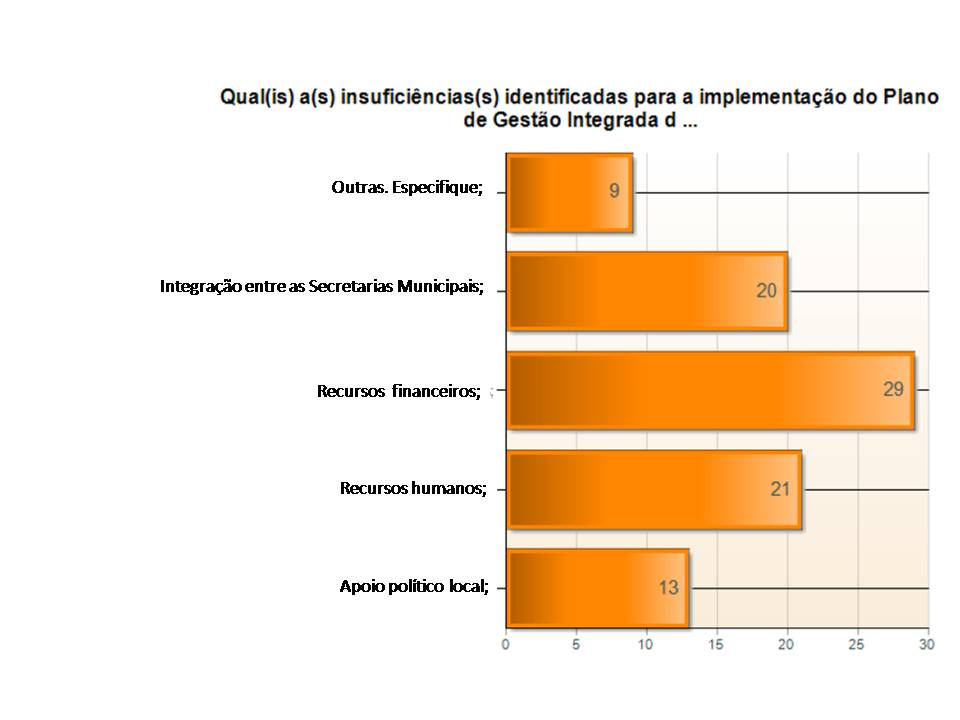 Qual(is) a(s) insuficiências(s) identificadas para a implementação do Plano
de Gestão Integrada d ...
Outras. Especifique;
9
Integração entre as Secretarias Municipais;
20
Recursos financeiros; ;
29
Recursos humanos;
21
Apoio político local;
13
0 5 10 15 20 25 30